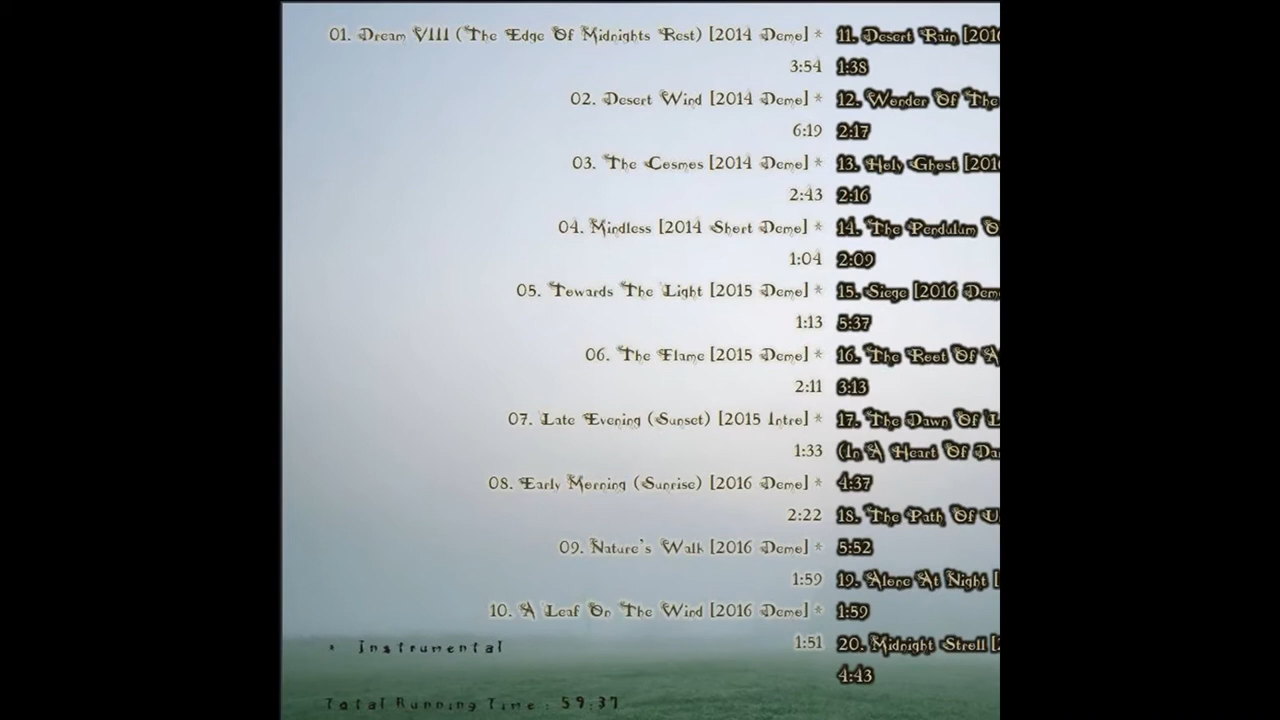 01. Dream VIII (The Edge Of Midnights Rest) [2014 Demo] *
3:54
02. Desert Wind [2014 Demo] *
6:19
03. The Cosmos [2014 Demo] *
2:43
04. Mindless [2014 Short Demo] *
1:04
05. Towards The Light [2015 Demo] *
1:13
06. The Flame [2015 Demo] *
2:11
07. Late Evening (Sunset) [2015 Intro] *
1:33
08. Early Morning (Sunrise) [2016 Demo] *
2:22
09. Nature's Walk [2016 Demo] *
1:59
10. A Leaf On The Wind [2016 Demo] *
1:51
* Instrumental
Total Running Time: 59:37
11. Desert Rain [201
1:38
12. Wonder Of The
2:17
13. Holy Ghost [201
2:16
14. The Pendulum O
2:09
15. Siege [2016 Dem
5:37
16. The Root Of A
3:13
17. The Dawn Of L
(In A Heart Of Da
4:37
18. The Path Of U
5:52
19. Alone At Night [
1:59
20. Midnight Stroll [
4:43